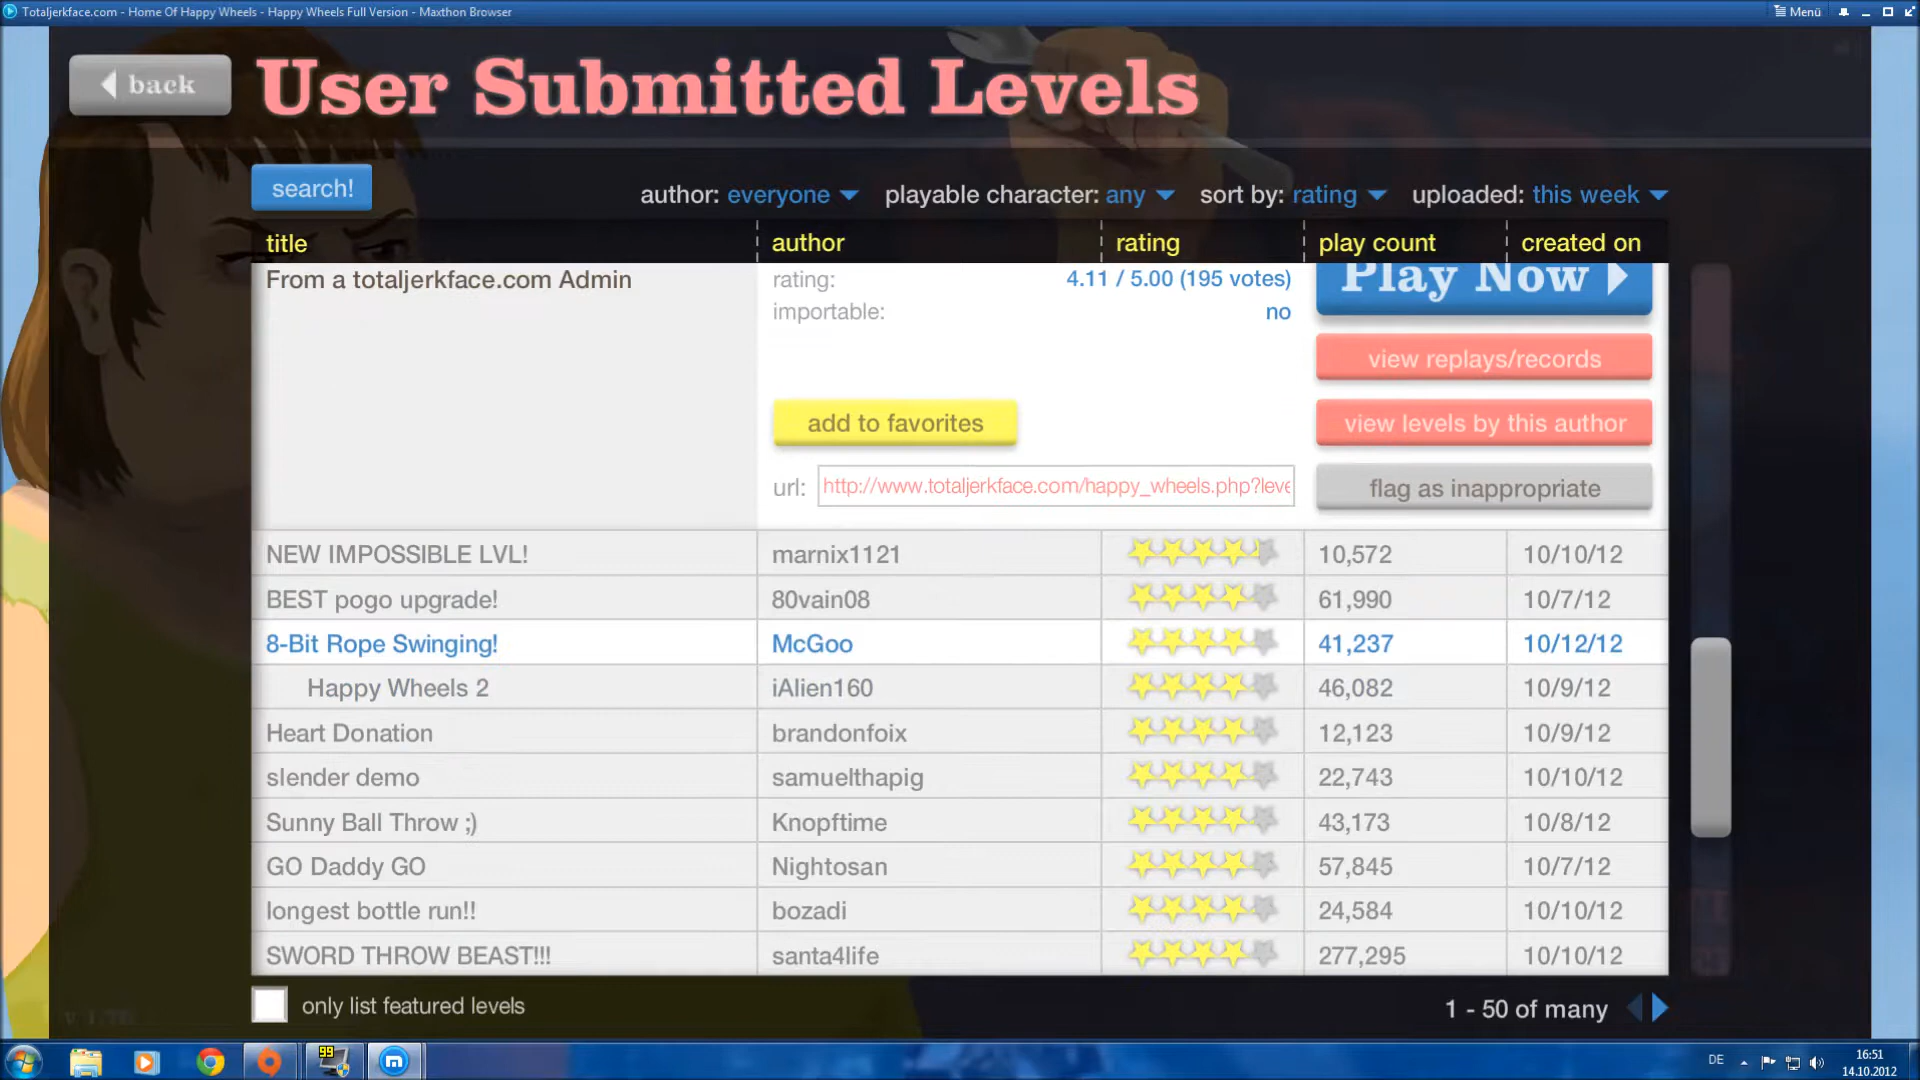 Totaljerkface.com - Home Of Happy Wheels - Happy Wheels Full Version - Maxthon Browser
Menü
back
User Submitted Levels
search!
author: everyone
playable character: any
sort by: rating
uploaded: this week
title author rating play count created on
From a totaljerkface.com Admin
rating: 4.11 / 5.00 (195 votes)
importable: no
Play Now
view replays/records
add to favorites
view levels by this author
url: http://www.totaljerkface.com/happy_wheels.php?leve
flag as inappropriate
NEW IMPOSSIBLE LVL! marnix1121 10,572 10/10/12
BEST pogo upgrade! 80vain08 61,990 10/7/12
8-Bit Rope Swinging! McGoo 41,237 10/12/12
Happy Wheels 2 iAlien160 46,082 10/9/12
Heart Donation brandonfoix 12,123 10/9/12
slender demo samuelthapig 22,743 10/10/12
Sunny Ball Throw ;) Knopftime 43,173 10/8/12
GO Daddy GO Nightosan 57,845 10/7/12
longest bottle run!! bozadi 24,584 10/10/12
SWORD THROW BEAST!!! santa4life 277,295 10/10/12
only list featured levels
1 - 50 of many
99
DE
16:51
14.10.2012